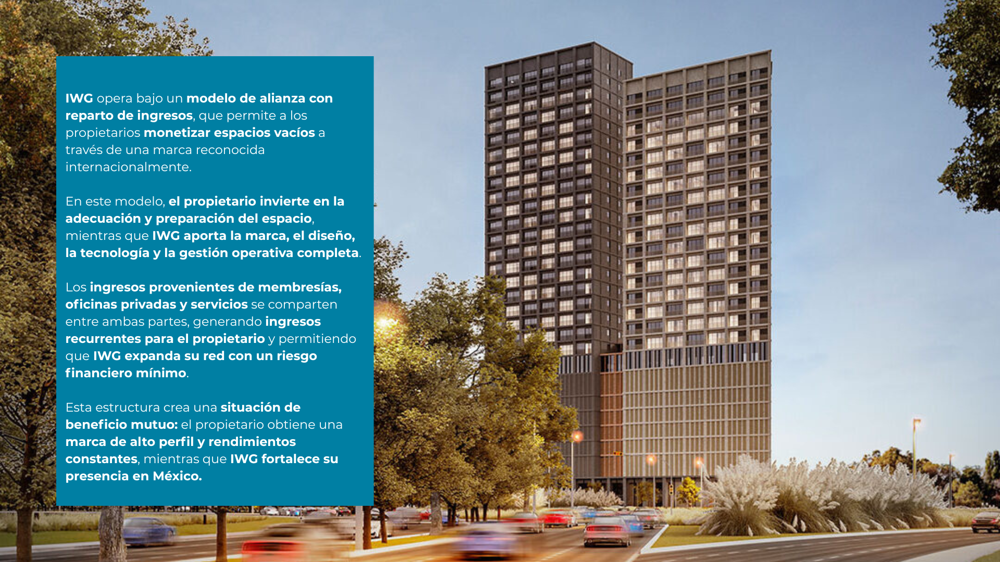 IWG opera bajo un modelo de alianza con
reparto de ingresos, que permite a los
propietarios monetizar espacios vacíos a
través de una marca reconocida
internacionalmente.
En este modelo, el propietario invierte en la
adecuación y preparación del espacio,
mientras que IWG aporta la marca, el diseño,
la tecnología y la gestión operativa completa.
Los ingresos provenientes de membresías,
oficinas privadas y servicios se comparten
entre ambas partes, generando ingresos
recurrentes para el propietario y permitiendo
que IWG expanda su red con un riesgo
financiero mínimo.
Esta estructura crea una situación de
beneficio mutuo: el propietario obtiene una
marca de alto perfil y rendimientos
constantes, mientras que IWG fortalece su
presencia en México.